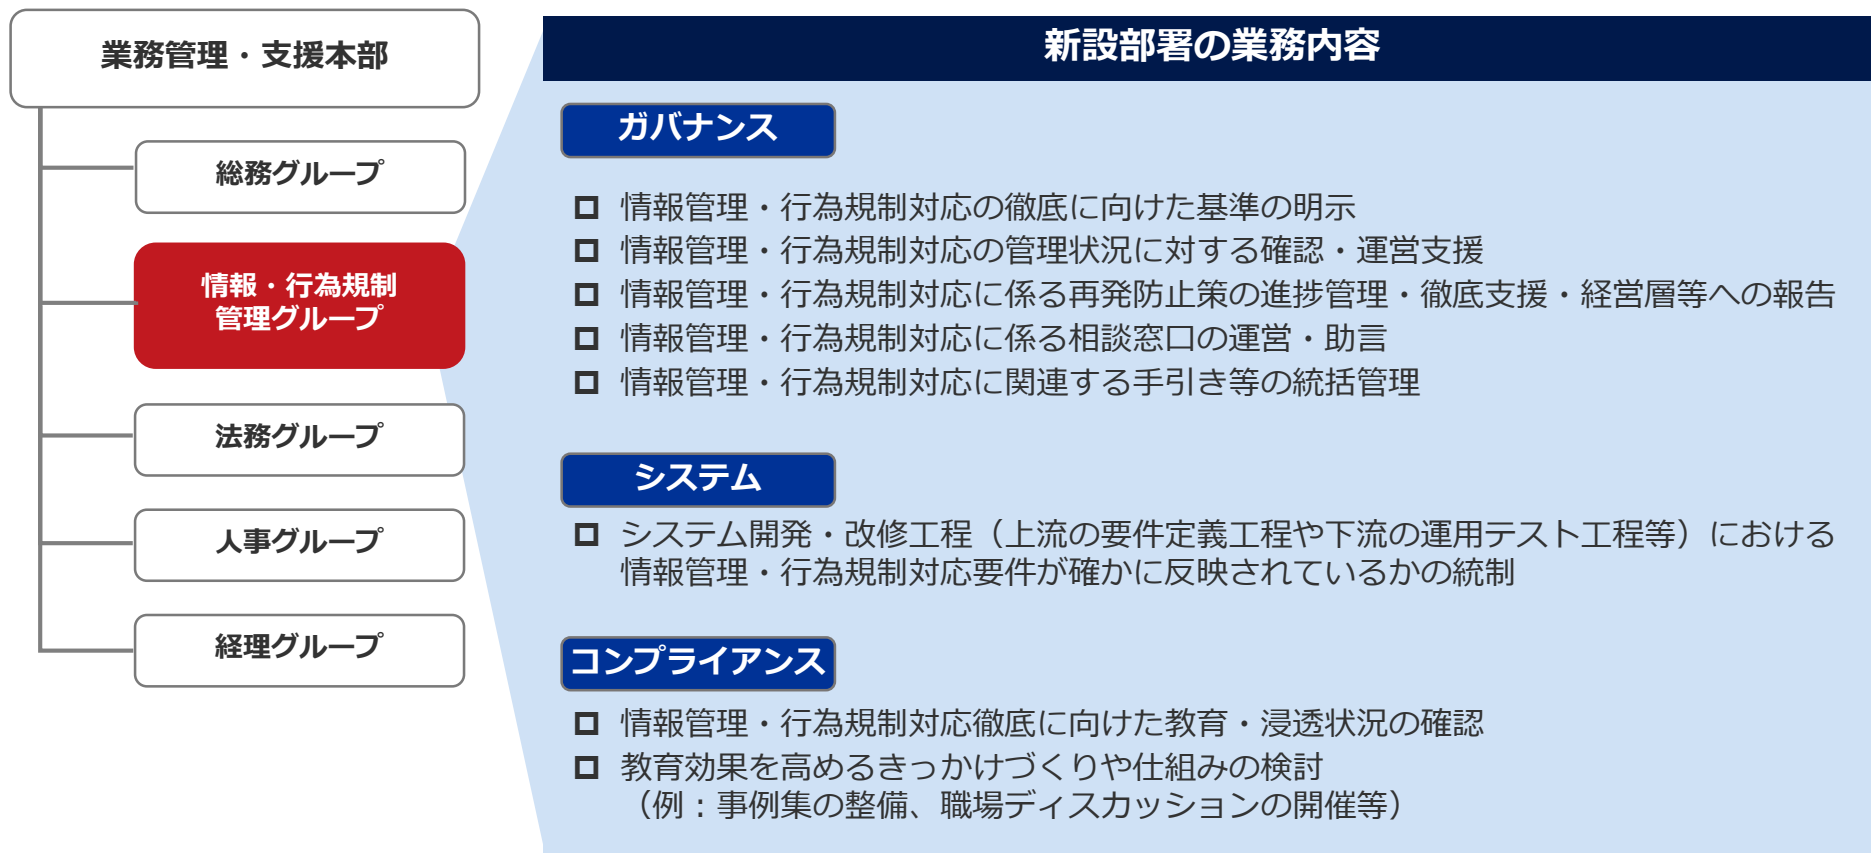 業務管理・支援本部
総務グループ
情報・行為規制
管理グループ
法務グループ
人事グループ
経理グループ
新設部署の業務内容
ガバナンス
情報管理・行為規制対応の徹底に向けた基準の明示
情報管理・行為規制対応の管理状況に対する確認・運営支援
情報管理・行為規制対応に係る再発防止策の進捗管理・徹底支援・経営層等への報告
情報管理・行為規制対応に係る相談窓口の運営・助言
情報管理・行為規制対応に関連する手引き等の統括管理
システム
システム開発・改修工程（上流の要件定義工程や下流の運用テスト工程等）における
情報管理・行為規制対応要件が確かに反映されているかの統制
コンプライアンス
情報管理・行為規制対応徹底に向けた教育・浸透状況の確認
教育効果を高めるきっかけづくりや仕組みの検討
（例：事例集の整備、職場ディスカッションの開催等）